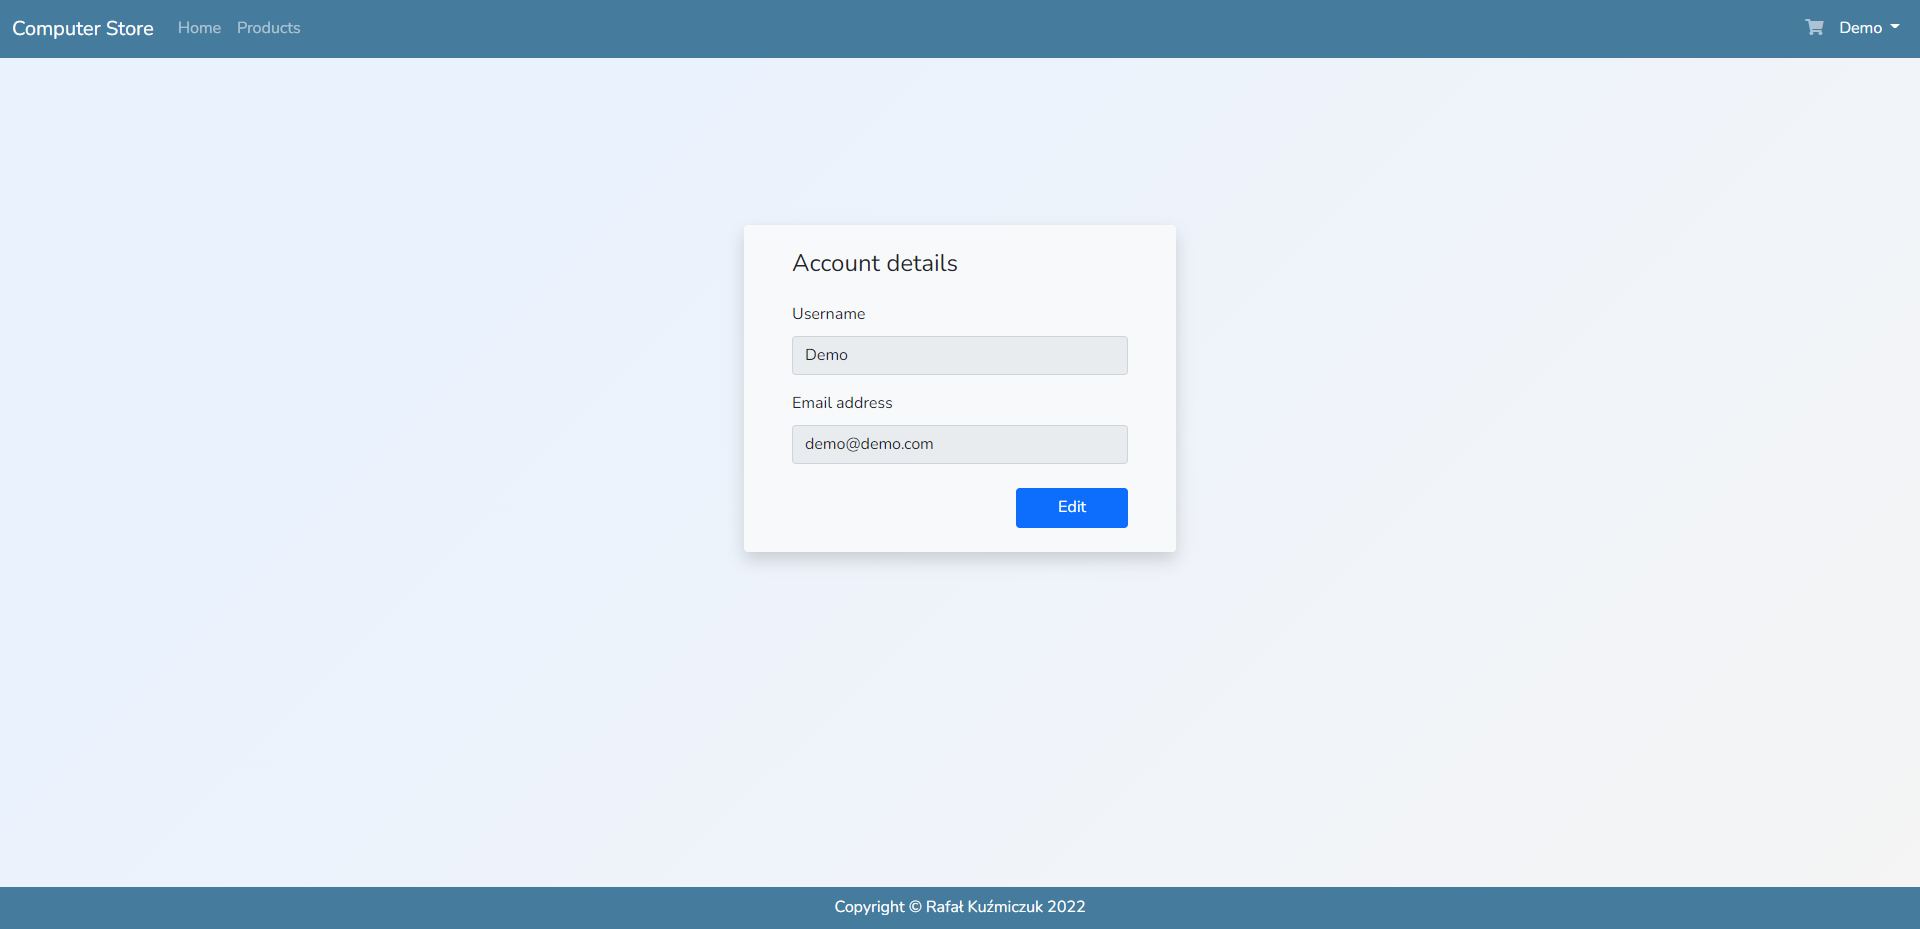 Computer Store Home Products Demo
Account details
Username
Demo
Email address
demo@demo.com
Edit
Copyright © Rafał Kuźmiczuk 2022